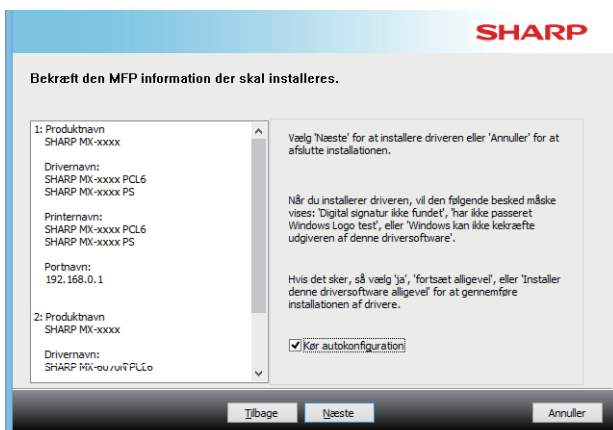 SHARP
Bekræft den MFP information der skal installeres.
1: Produktnavn
SHARP MX-xxxx
Drivernavn:
SHARP MX-xxxx PCL6
SHARP MX-xxxx PS
Printernavn:
SHARP MX-xxxx PCL6
SHARP MX-xxxx PS
Portnavn:
192.168.0.1
2: Produktnavn
SHARP MX-xxxx
Drivernavn:
SHARP PCL6
Vælg 'Næste' for at installere driveren eller 'Annuller' for at
afslutte installationen.
Når du installerer driveren, vil den følgende besked måske
vises: 'Digital signatur ikke fundet', 'har ikke passeret
Windows Logo test', eller 'Windows kan ikke kekræfte
udgiveren af denne driversoftware'.
Hvis det sker, så vælg 'ja', 'fortsæt alligevel', eller 'Installer
denne driversoftware alligevel' for at gennemføre
installationen af drivere.
Kør autokonfiguration
Tilbage
Næste
Annuller